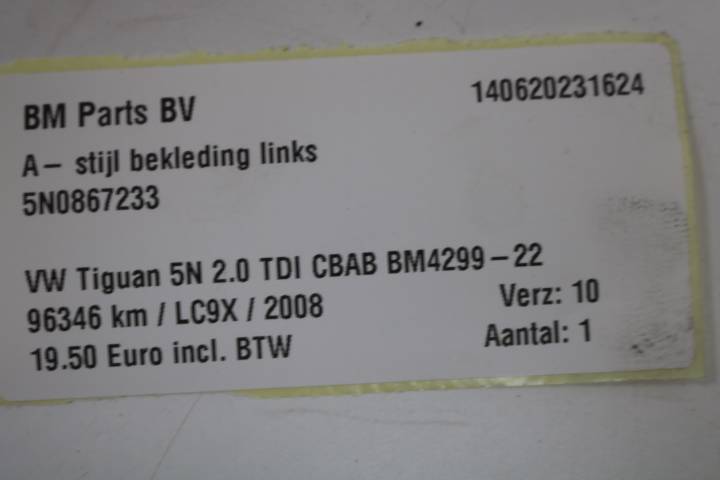 BM Parts BV 140620231624
A- stijl bekleding links
5N0867233
VW Tiguan 5N 2.0 TDI CBAB BM4299-22
96346 km / LC9X / 2008 Verz: 10
19.50 Euro incl. BTW Aantal: 1